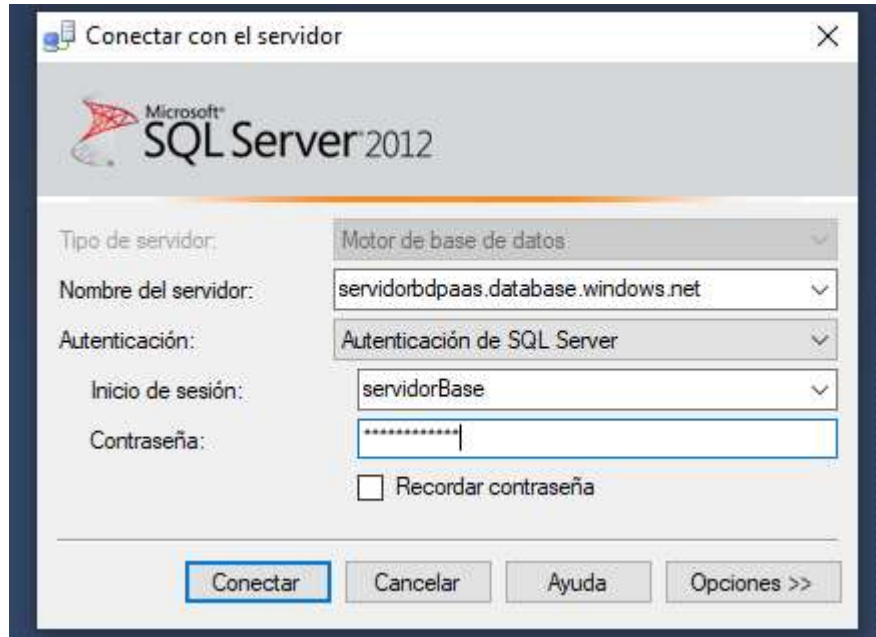 Conectar con el servidor
Microsoft
SQL Server 2012
Tipo de servidor: Motor de base de datos
Nombre del servidor: servidorbdpaas.database.windows.net
Autenticación: Autenticación de SQL Server
Inicio de sesión: servidorBase
Contraseña: ************
Recordar contraseña
Conectar Cancelar Ayuda Opciones >>